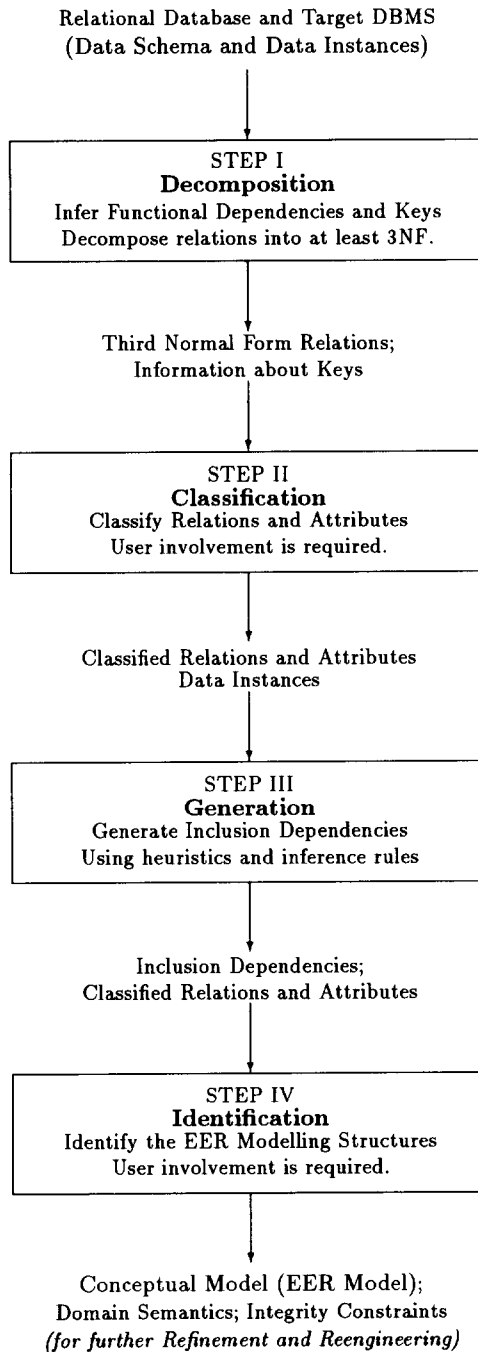 Relational Database and Target DBMS
(Data Schema and Data Instances)
STEP I
Decomposition
Infer Functional Dependencies and Keys
Decompose relations into at least 3NF.
Third Normal Form Relations;
Information about Keys
STEP II
Classification
Classify Relations and Attributes
User involvement is required.
Classified Relations and Attributes
Data Instances
STEP III
Generation
Generate Inclusion Dependencies
Using heuristics and inference rules
Inclusion Dependencies;
Classified Relations and Attributes
STEP IV
Identification
Identify the EER Modelling Structures
User involvement is required.
Conceptual Model (EER Model);
Domain Semantics; Integrity Constraints
(for further Refinement and Reengineering)